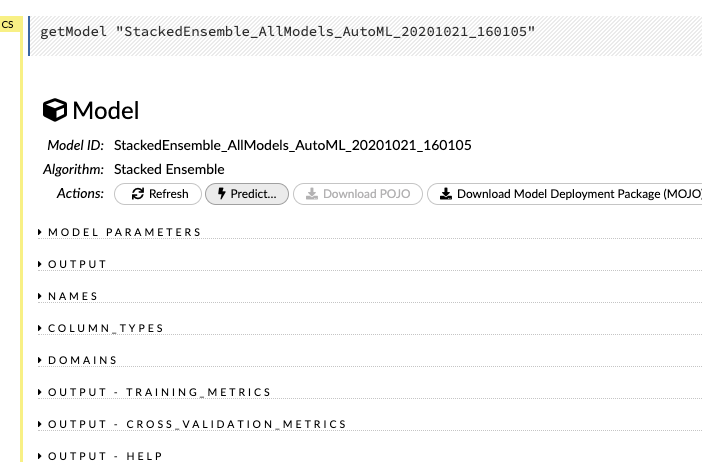 cs
getModel "StackedEnsemble_AllModels_AutoML_20201021_160105"
Model
Model ID: StackedEnsemble_AllModels_AutoML_20201021_160105
Algorithm: Stacked Ensemble
Actions: Refresh Predict... Download POJO Download Model Deployment Package (MOJO)
MODEL PARAMETERS
OUTPUT
NAMES
COLUMN_TYPES
DOMAINS
OUTPUT - TRAINING_METRICS
OUTPUT - CROSS_VALIDATION_METRICS
OUTPUT - HELP